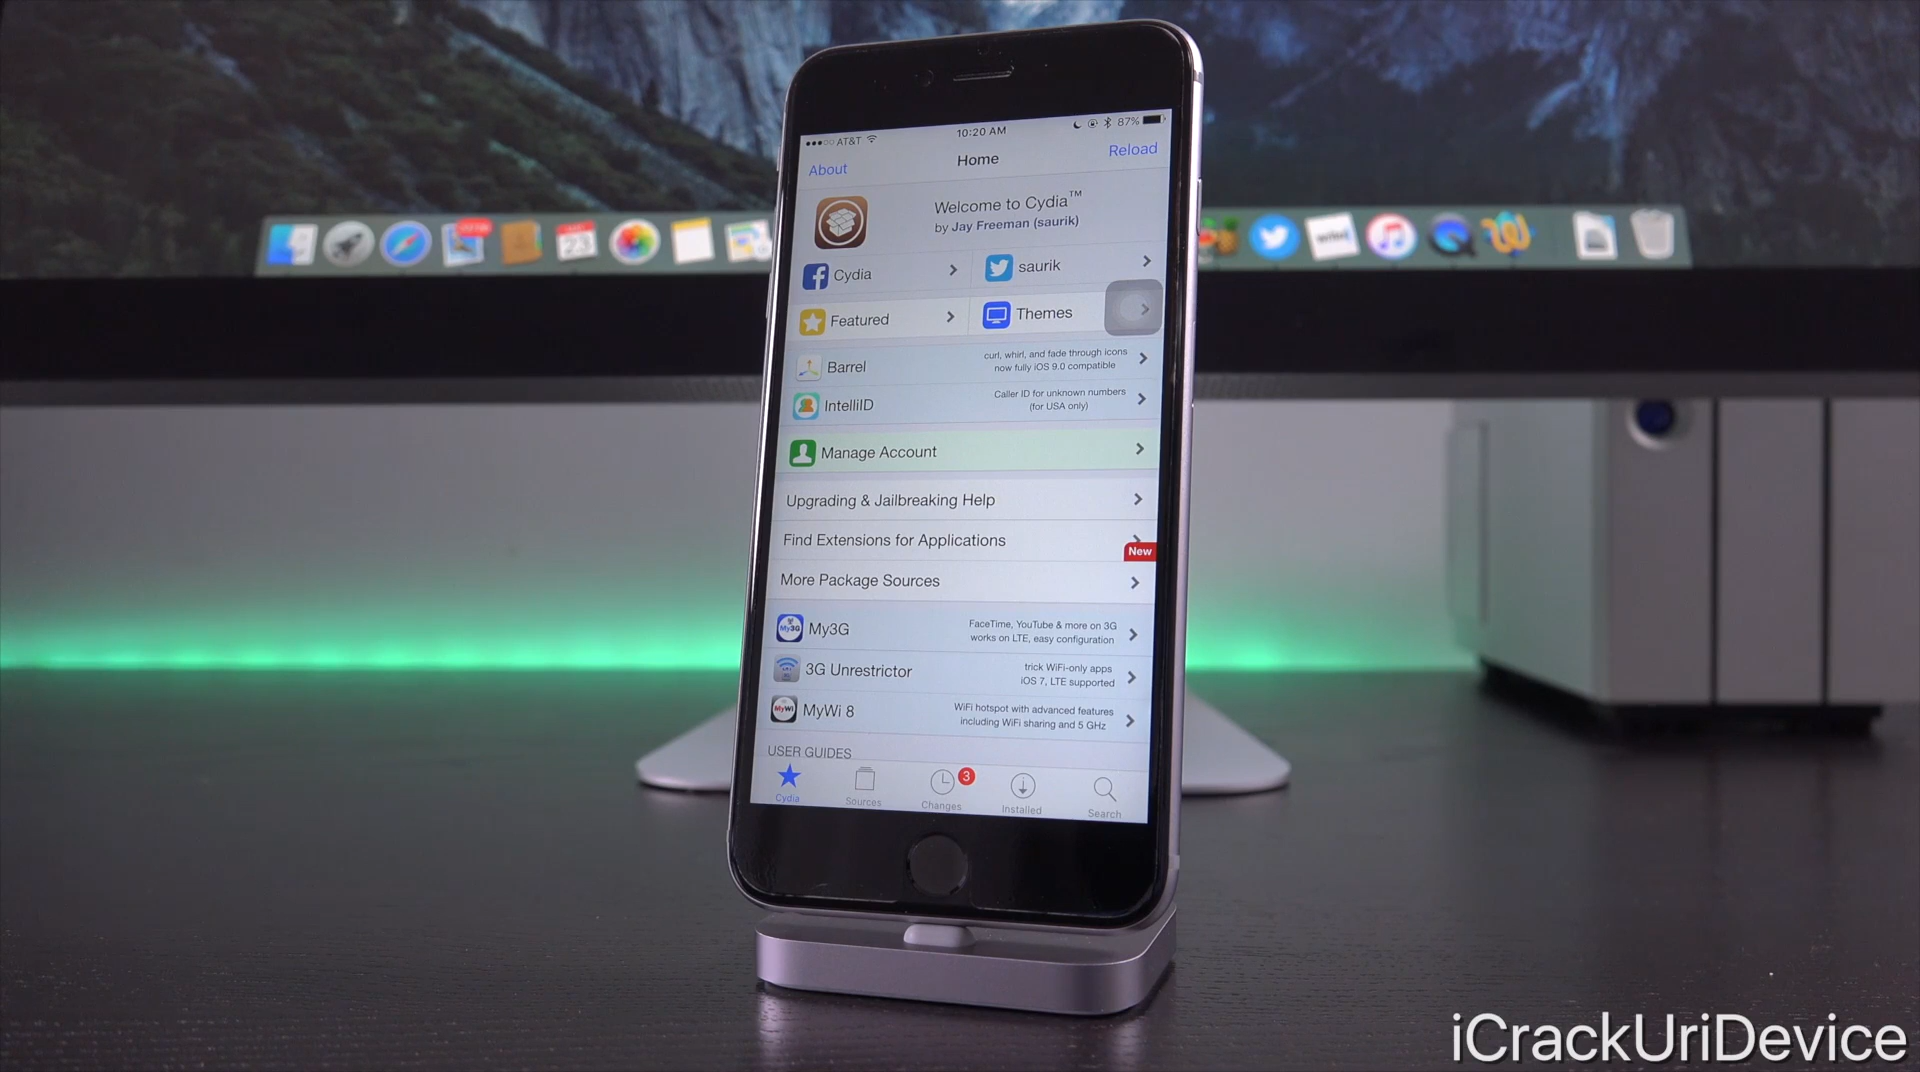 AT&T
10:20 AM
87%
About
Home
Reload
Welcome to Cydia™
by Jay Freeman (saurik)
Cydia
saurik
Featured
Themes
Barrel
curl, whirl, and fade through icons
now fully iOS 9.0 compatible
IntelliID
Caller ID for unknown numbers
(for USA only)
Manage Account
Upgrading & Jailbreaking Help
Find Extensions for Applications
New
More Package Sources
My3G
My3G
FaceTime, YouTube & more on 3G
works on LTE, easy configuration
3G Unrestrictor
trick WiFi-only apps
iOS 7, LTE supported
MyWi
MyWi 8
WiFi hotspot with advanced features
including WiFi sharing and 5 GHz
USER GUIDES
Cydia
Sources
Changes
3
Installed
Search
23
iCrackUriDevice